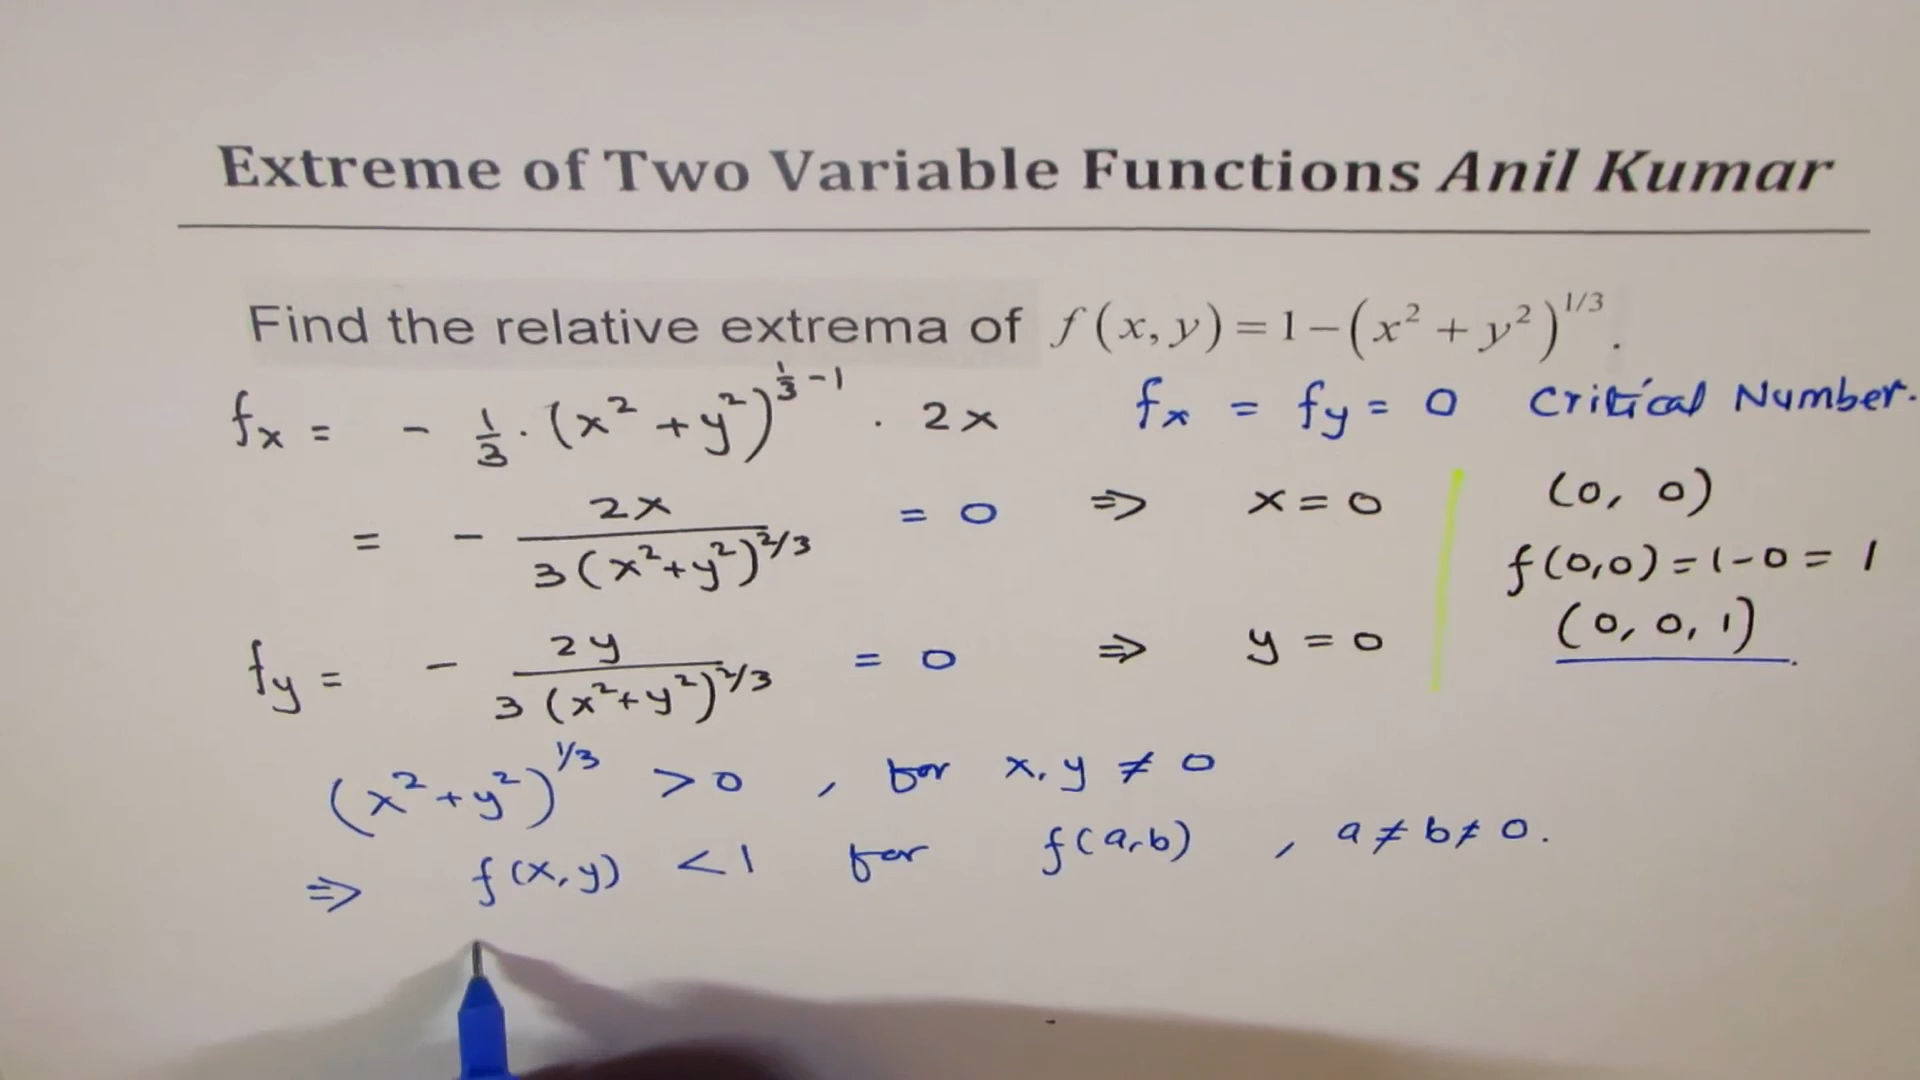 Extreme of Two Variable Functions Anil Kumar
Find the relative extrema of f(x, y) = 1 − (x² + y²)^{1/3}.
fx = − 1/3 · (x² + y²)^{1/3 − 1} · 2x
fx = fy = 0 Critical Number.
= − 2x / 3(x²+y²)^{2/3} = 0 ⇒ x = 0
fy = − 2y / 3(x²+y²)^{2/3} = 0 ⇒ y = 0
(0, 0)
f(0,0) = 1 − 0 = 1
(0, 0, 1)
(x² + y²)^{1/3} > 0 , for x, y ≠ 0
⇒ f(x, y) < 1 for f(a, b) , a ≠ b ≠ 0.